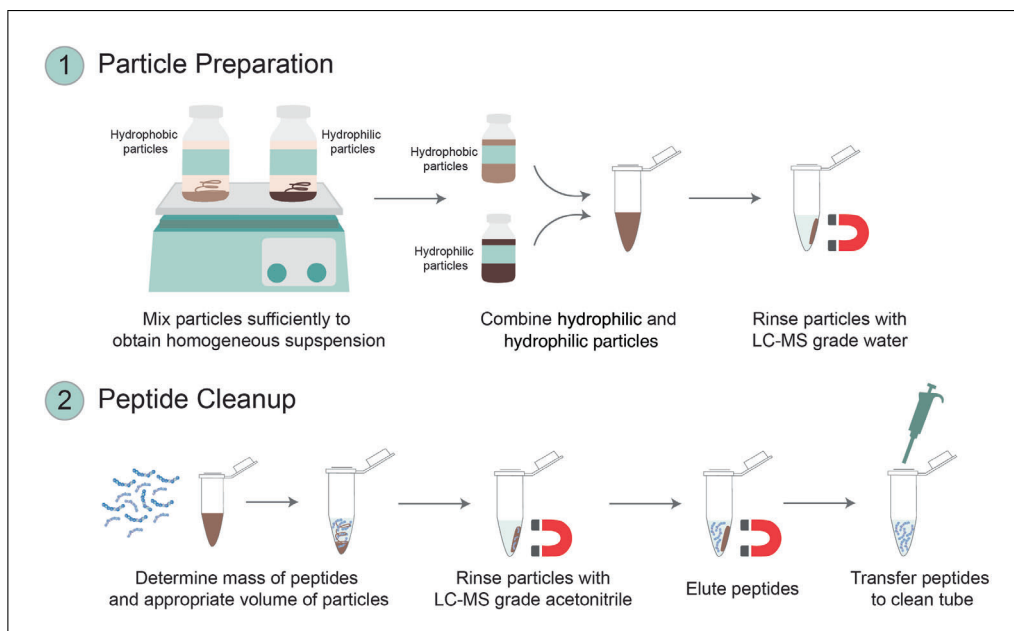 1 Particle Preparation
Hydrophobic
particles
Hydrophilic
particles
Mix particles sufficiently to
obtain homogeneous supspension
Hydrophobic
particles
Hydrophilic
particles
Combine hydrophilic and
hydrophilic particles
Rinse particles with
LC-MS grade water
2 Peptide Cleanup
Determine mass of peptides
and appropriate volume of particles
Rinse particles with
LC-MS grade acetonitrile
Elute peptides
Transfer peptides
to clean tube